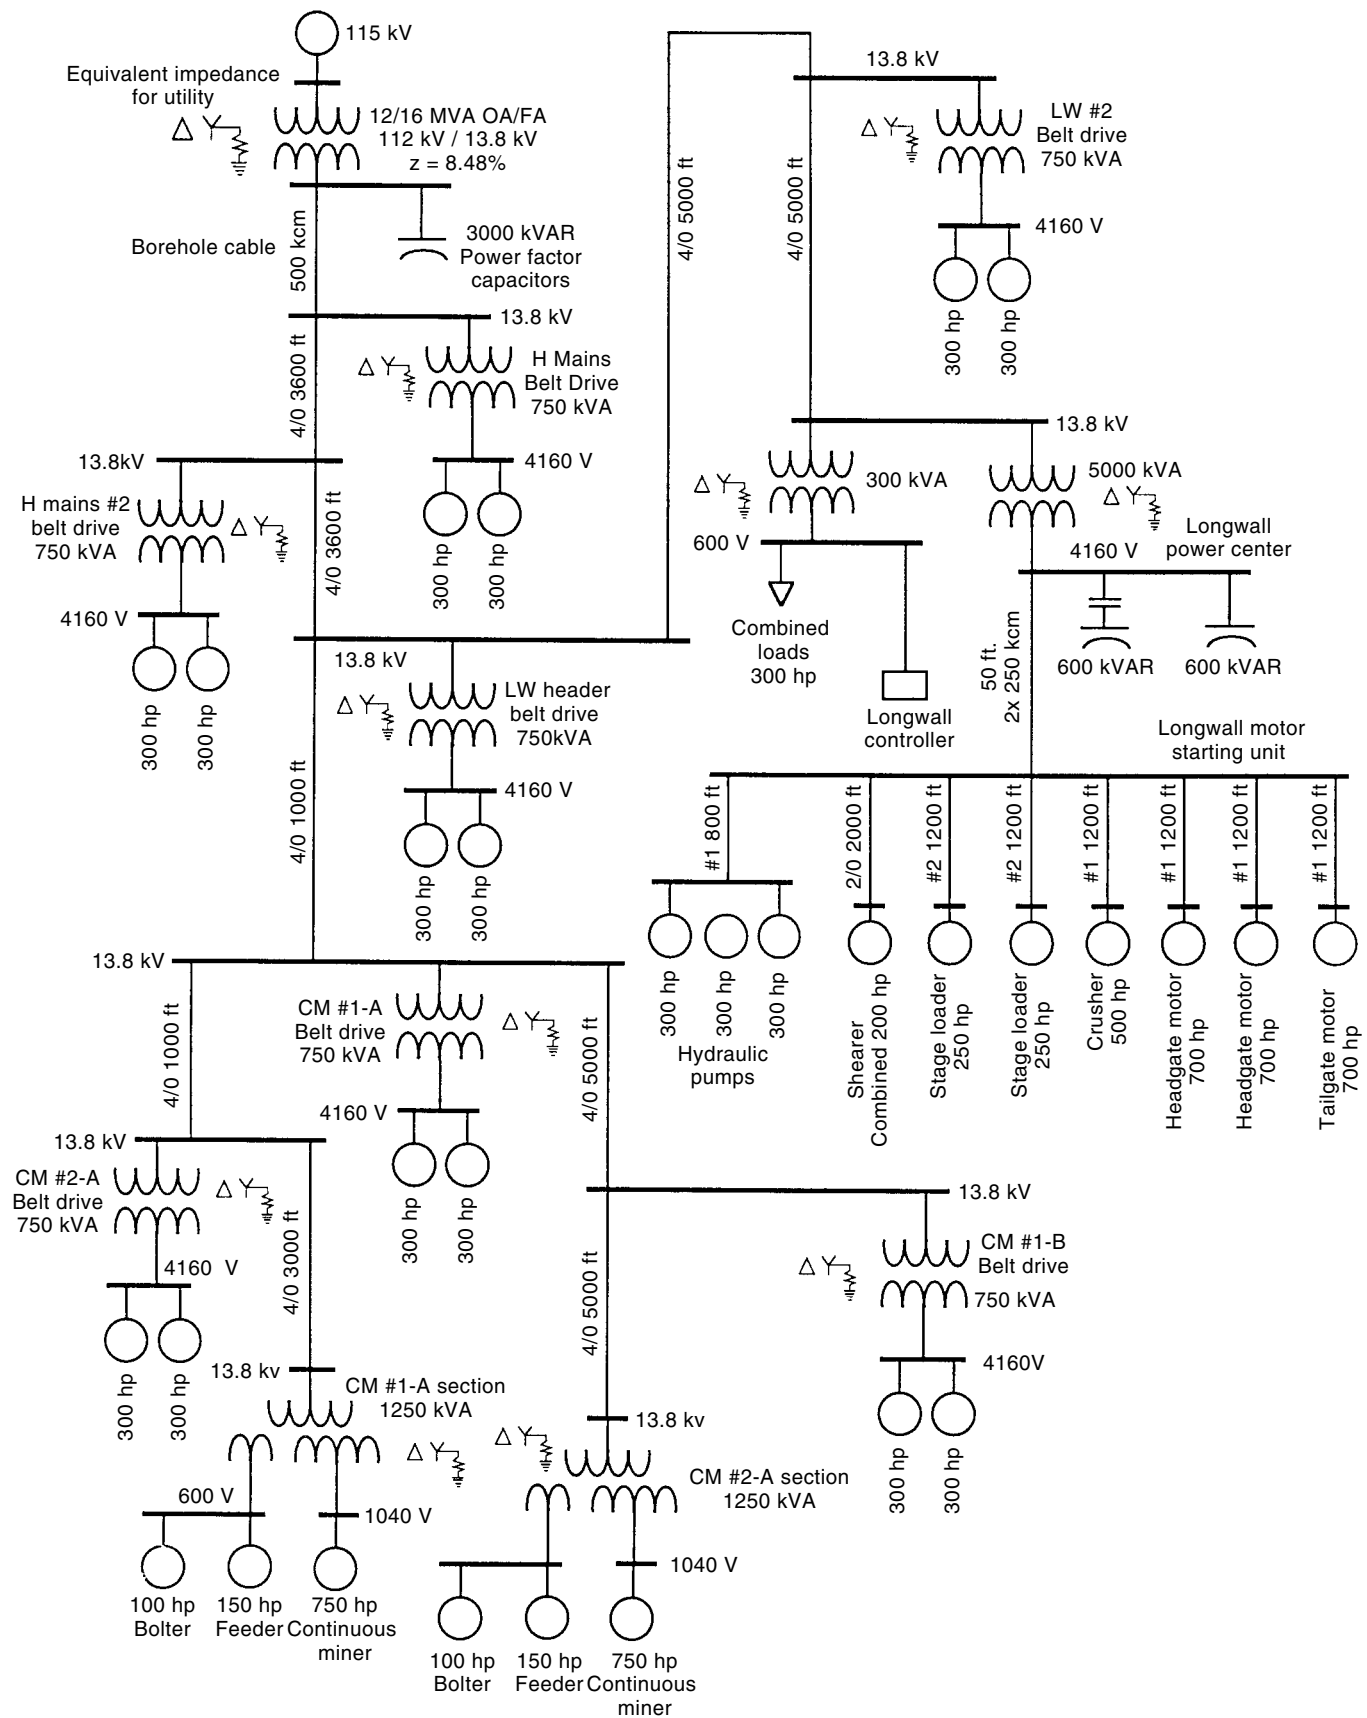 115 kV
Equivalent impedance
for utility
12/16 MVA OA/FA
112 kV / 13.8 kV
z = 8.48%
Borehole cable
500 kcm
3000 kVAR
Power factor
capacitors
13.8 kV
4/0 3600 ft
H Mains
Belt Drive
750 kVA
4160 V
300 hp
300 hp
13.8kV
H mains #2
belt drive
750 kVA
4160 V
300 hp
300 hp
4/0 3600 ft
13.8 kV
LW header
belt drive
750kVA
4160 V
300 hp
300 hp
4/0 5000 ft
4/0 5000 ft
13.8 kV
LW #2
Belt drive
750 kVA
4160 V
300 hp
300 hp
13.8 kV
300 kVA
600 V
Combined
loads
300 hp
Longwall
controller
5000 kVA
4160 V
Longwall
power center
600 kVAR
600 kVAR
50 ft.
2x 250 kcm
Longwall motor
starting unit
#1 800 ft
2/0 2000 ft
#2 1200 ft
#2 1200 ft
#1 1200 ft
#1 1200 ft
#1 1200 ft
#1 1200 ft
300 hp
300 hp
300 hp
Hydraulic
pumps
Shearer
Combined 200 hp
Stage loader
250 hp
Stage loader
250 hp
Crusher
500 hp
Headgate motor
700 hp
Headgate motor
700 hp
Tailgate motor
700 hp
4/0 1000 ft
13.8 kV
4/0 1000 ft
CM #1-A
Belt drive
750 kVA
4160 V
300 hp
300 hp
4/0 5000 ft
13.8 kV
CM #2-A
Belt drive
750 kVA
4160 V
300 hp
300 hp
4/0 3000 ft
13.8 kv
CM #1-A section
1250 kVA
600 V
1040 V
100 hp
Bolter
150 hp
Feeder
750 hp
Continuous
miner
13.8 kV
CM #1-B
Belt drive
750 kVA
4160V
300 hp
300 hp
4/0 5000 ft
13.8 kv
CM #2-A section
1250 kVA
1040 V
100 hp
Bolter
150 hp
Feeder
750 hp
Continuous
miner